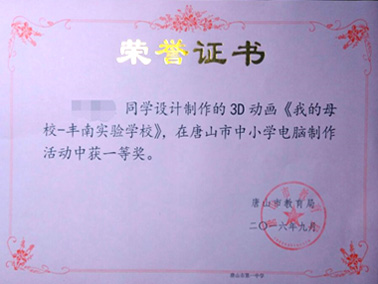 荣誉证书
同学设计制作的3D动画《我的母
校-丰南实验学校》，在唐山市中小学电脑制作
活动中获一等奖。
唐山市教育局
二〇一六年九月